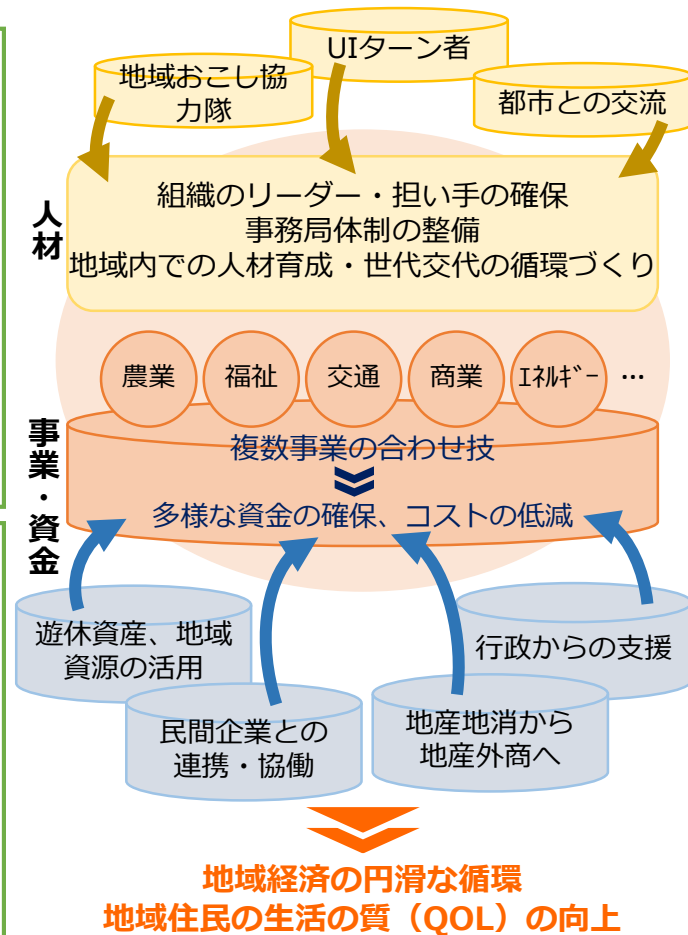 UIターン者
地域おこし協
力隊
都市との交流
人材
組織のリーダー・担い手の確保
事務局体制の整備
地域内での人材育成・世代交代の循環づくり
農業
福祉
交通
商業
ｴﾈﾙｷﾞｰ
…
事業・資金
複数事業の合わせ技
多様な資金の確保、コストの低減
遊休資産、地域
資源の活用
行政からの支援
民間企業との
連携・協働
地産地消から
地産外商へ
地域経済の円滑な循環
地域住民の生活の質（QOL）の向上